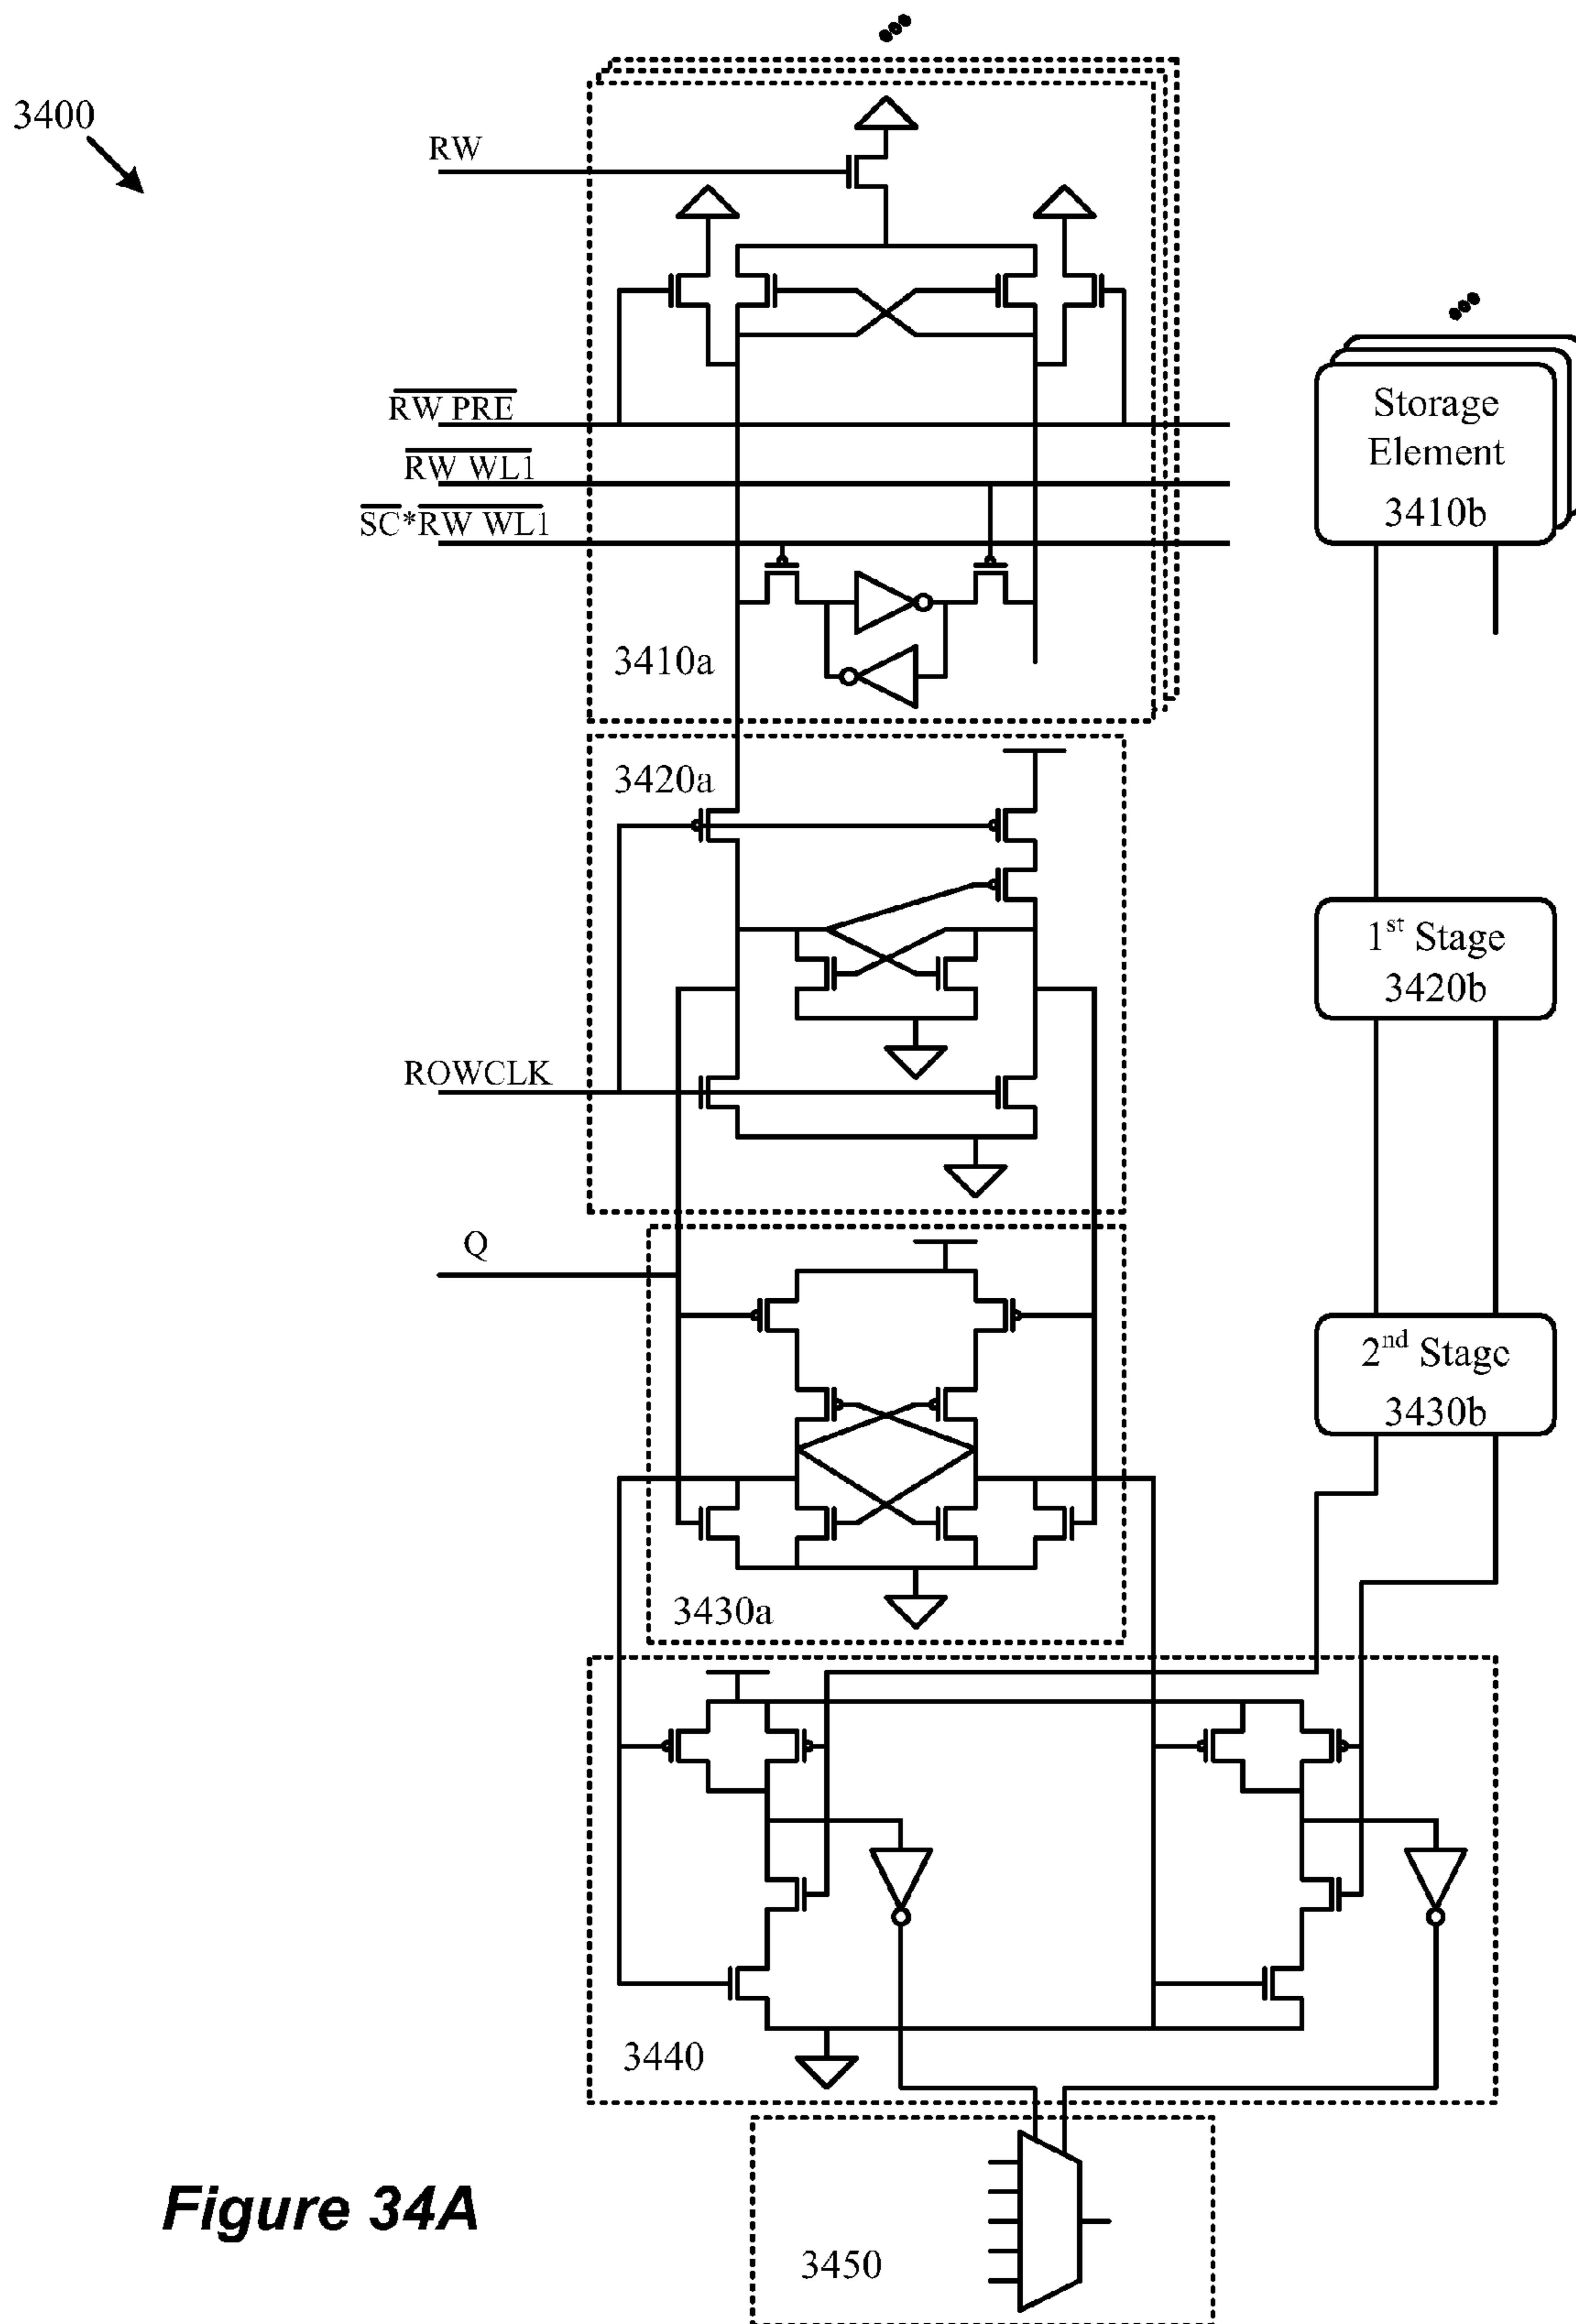 3400
RW
RW PRE
RW WL1
SC*RW WL1
3410a
Storage
Element
3410b
3420a
1st Stage
3420b
ROWCLK
Q
2nd Stage
3430b
3430a
3440
3450
Figure 34A